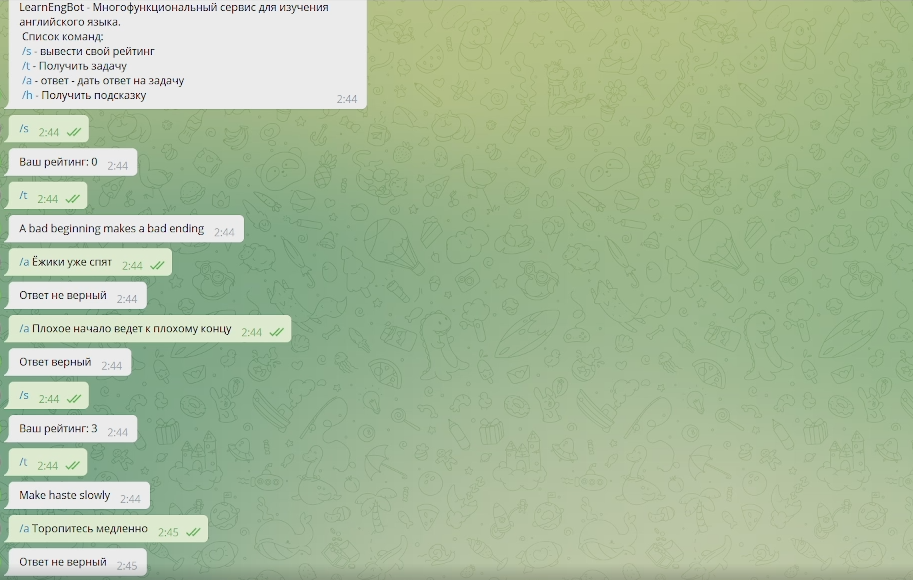 LearnEngBot - Многофункциональный сервис для изучения
английского языка.
Список команд:
/s - вывести свой рейтинг
/t - Получить задачу
/a - ответ - дать ответ на задачу
/h - Получить подсказку
2:44
/s 2:44
Ваш рейтинг: 0 2:44
/t 2:44
A bad beginning makes a bad ending 2:44
/a Ёжики уже спят 2:44
Ответ не верный 2:44
/a Плохое начало ведет к плохому концу 2:44
Ответ верный 2:44
/s 2:44
Ваш рейтинг: 3 2:44
/t 2:44
Make haste slowly 2:44
/a Торопитесь медленно 2:45
Ответ не верный 2:45